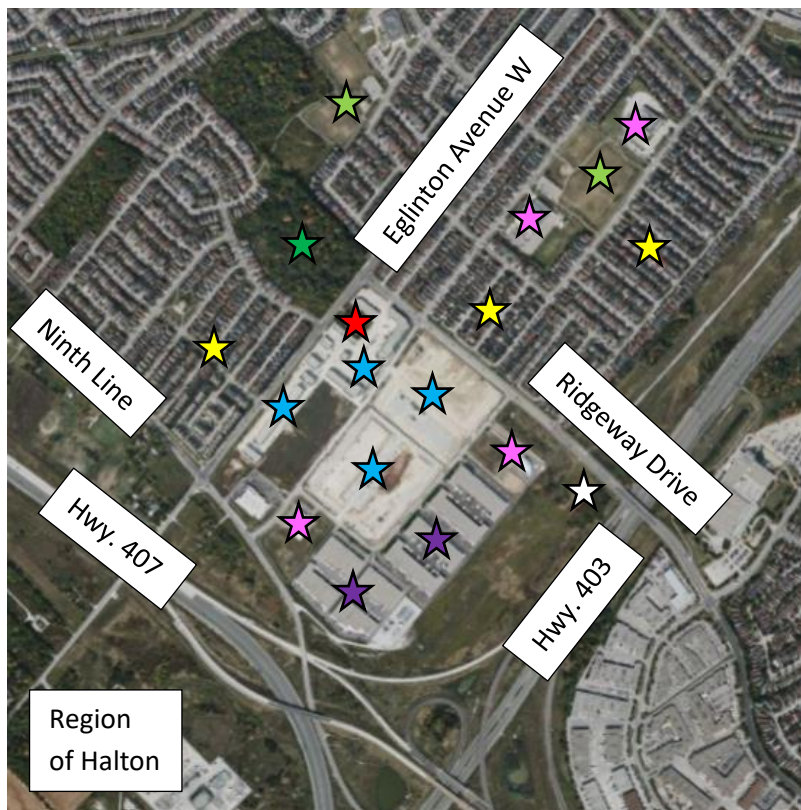 Eglinton Avenue W
Ninth Line
Ridgeway Drive
Hwy. 407
Hwy. 403
Region
of Halton